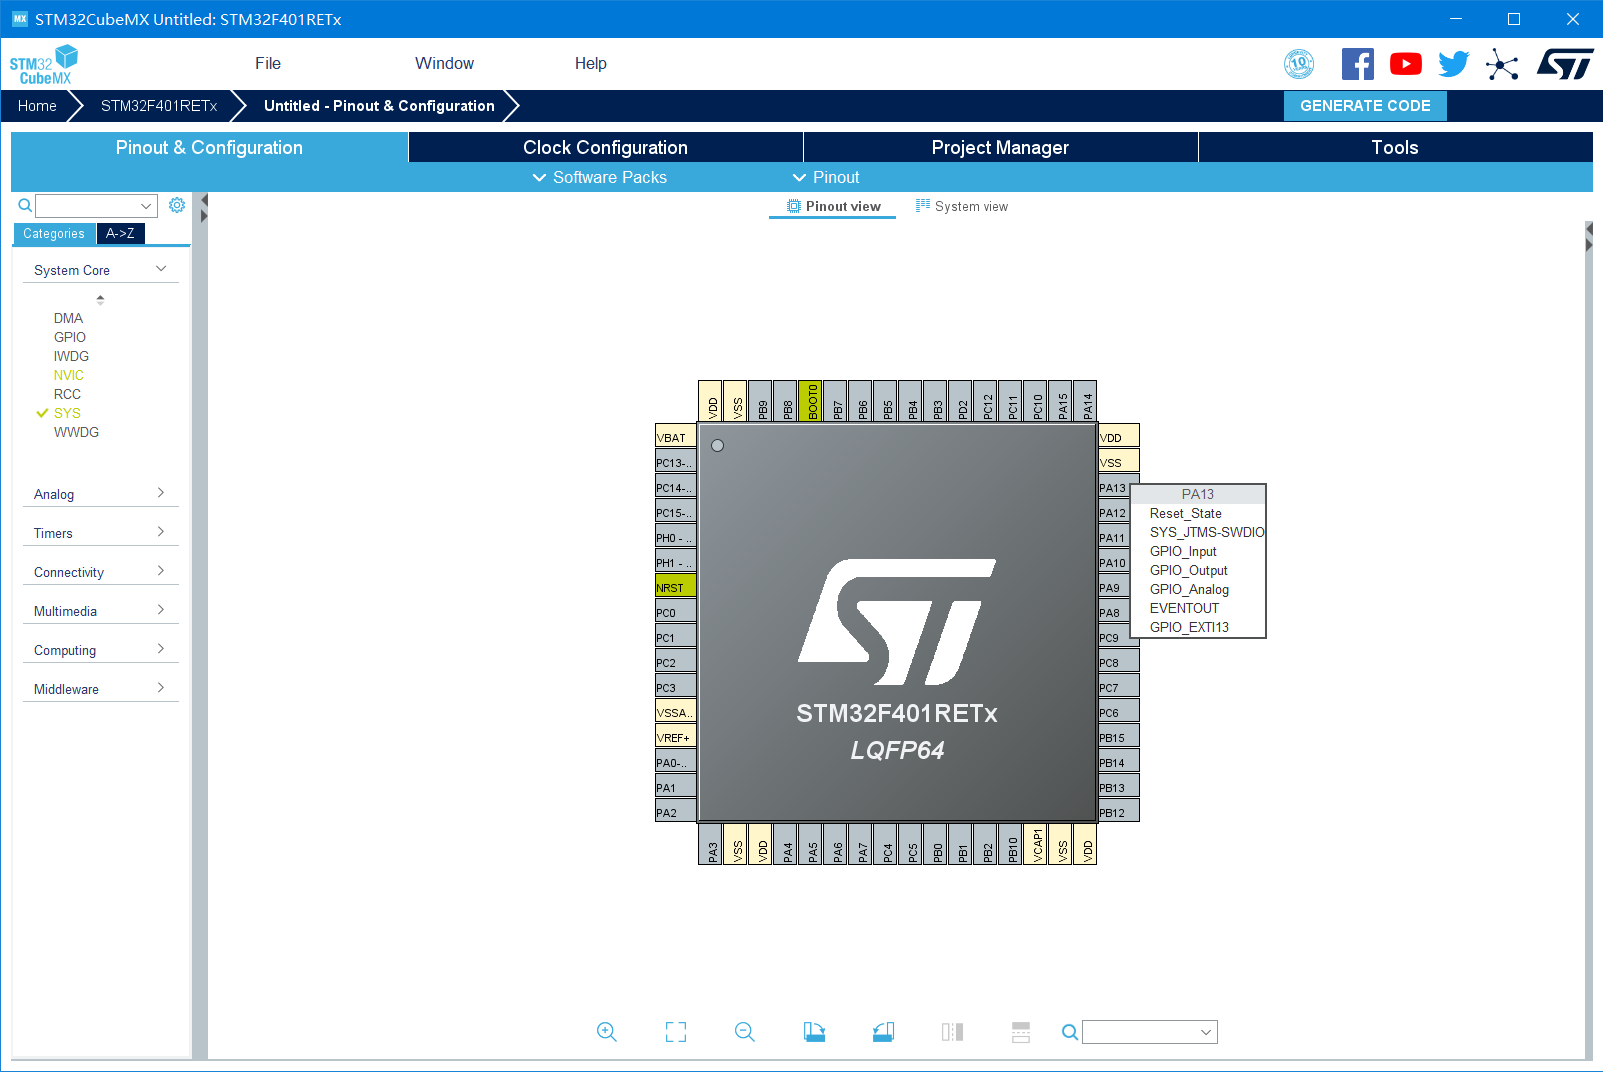 MX STM32CubeMX Untitled: STM32F401RETx
STM32
CubeMX
File
Window
Help
10
Home
STM32F401RETx
Untitled - Pinout & Configuration
GENERATE CODE
Pinout & Configuration
Clock Configuration
Project Manager
Tools
Software Packs
Pinout
Pinout view
System view
Categories
A->Z
System Core
DMA
GPIO
IWDG
NVIC
RCC
SYS
WWDG
Analog
Timers
Connectivity
Multimedia
Computing
Middleware
VDD
VSS
PB9
PB8
BOOT0
PB7
PB6
PB5
PB4
PB3
PD2
PC12
PC11
PC10
PA15
PA14
VBAT
PC13-..
PC14-..
PC15-..
PH0 - ..
PH1 - ..
NRST
PC0
PC1
PC2
PC3
VSSA..
VREF+
PA0-..
PA1
PA2
ST
STM32F401RETx
LQFP64
VDD
VSS
PA13
PA12
PA11
PA10
PA9
PA8
PC9
PC8
PC7
PC6
PB15
PB14
PB13
PB12
PA13
Reset_State
SYS_JTMS-SWDIO
GPIO_Input
GPIO_Output
GPIO_Analog
EVENTOUT
GPIO_EXTI13
PA3
VSS
VDD
PA4
PA5
PA6
PA7
PC4
PC5
PB0
PB1
PB2
PB10
VCAP1
VSS
VDD